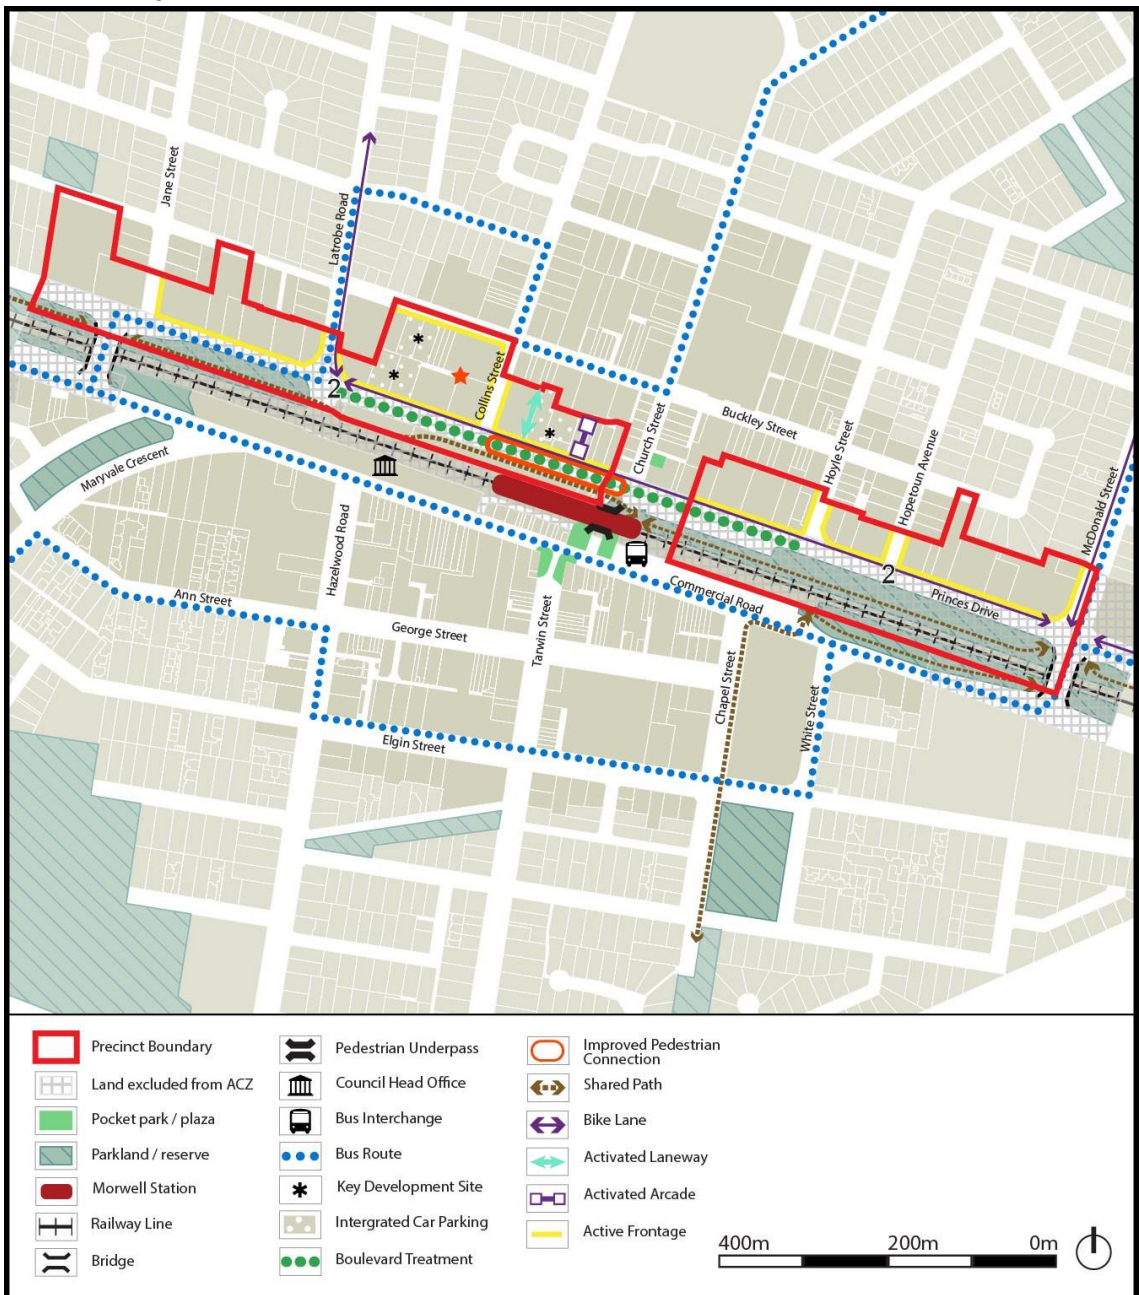 Jane Street
Latrobe Road
2
Collins Street
Church Street
Buckley Street
Hoyle Street
Hopetoun Avenue
McDonald Street
Maryvale Crescent
Hazelwood Road
2
Princes Drive
Commercial Road
Ann Street
George Street
Tarwin Street
Chapel Street
White Street
Elgin Street
Precinct Boundary
Land excluded from ACZ
Pocket park / plaza
Parkland / reserve
Morwell Station
Railway Line
Bridge
Pedestrian Underpass
Council Head Office
Bus Interchange
Bus Route
Key Development Site
Intergrated Car Parking
Boulevard Treatment
Improved Pedestrian
Connection
Shared Path
Bike Lane
Activated Laneway
Activated Arcade
Active Frontage
400m 200m 0m